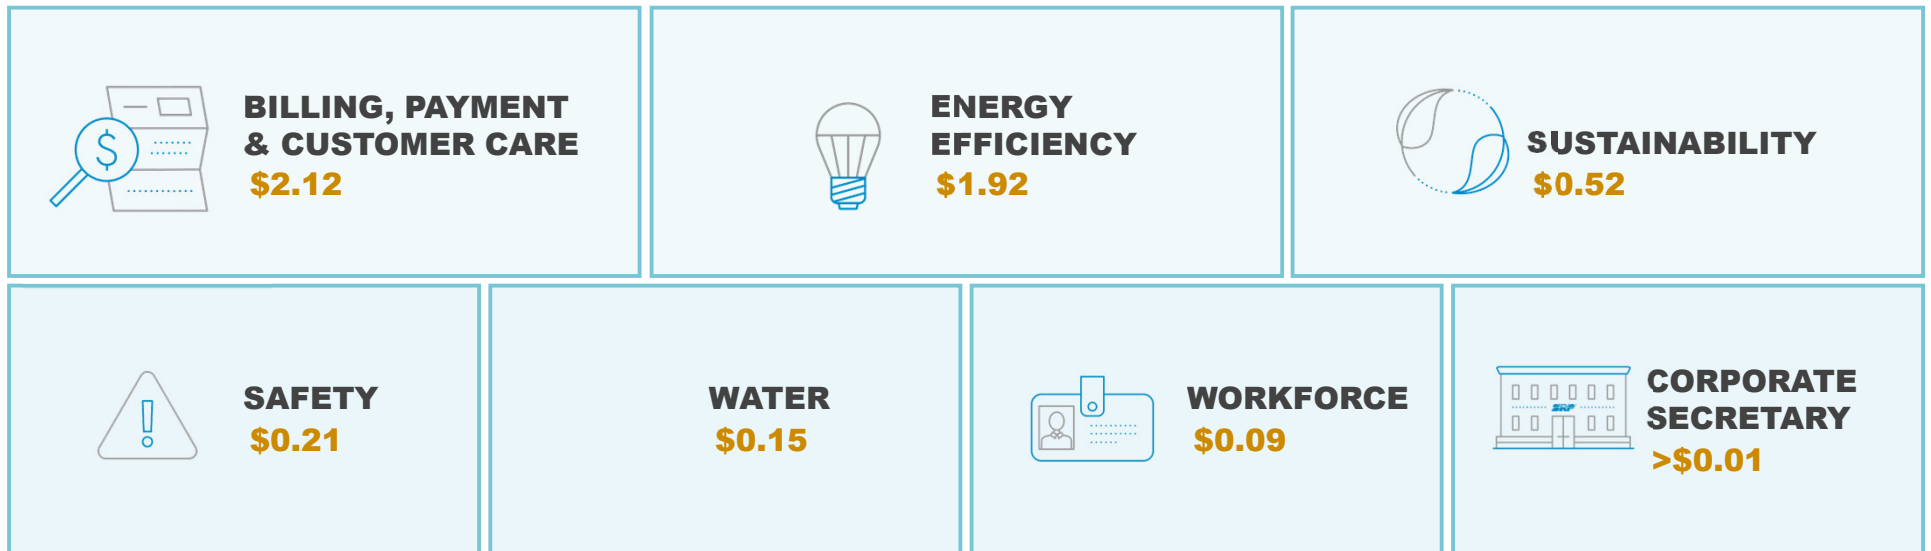 BILLING, PAYMENT
& CUSTOMER CARE
$2.12
ENERGY
EFFICIENCY
$1.92
SUSTAINABILITY
$0.52
SAFETY
$0.21
WATER
$0.15
WORKFORCE
$0.09
SRP
CORPORATE
SECRETARY
>$0.01